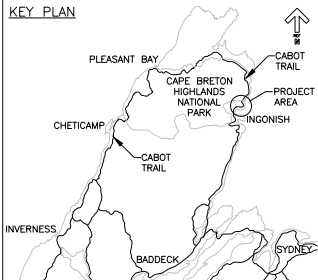 KEY PLAN
PLEASANT BAY
CABOT
TRAIL
CAPE BRETON
HIGHLANDS
NATIONAL
PARK
PROJECT
AREA
CHETICAMP
INGONISH
CABOT
TRAIL
INVERNESS
BADDECK
SYDNEY